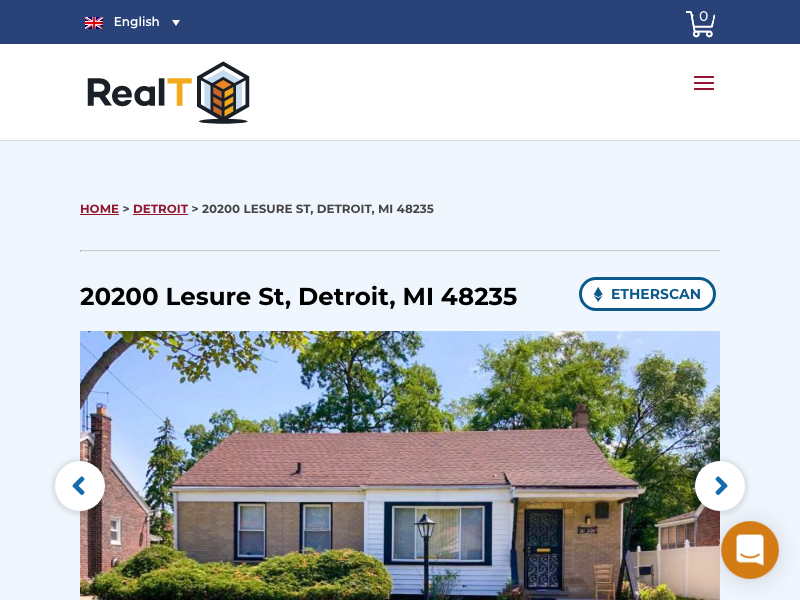 English
0
RealT
HOME > DETROIT > 20200 LESURE ST, DETROIT, MI 48235
20200 Lesure St, Detroit, MI 48235
ETHERSCAN